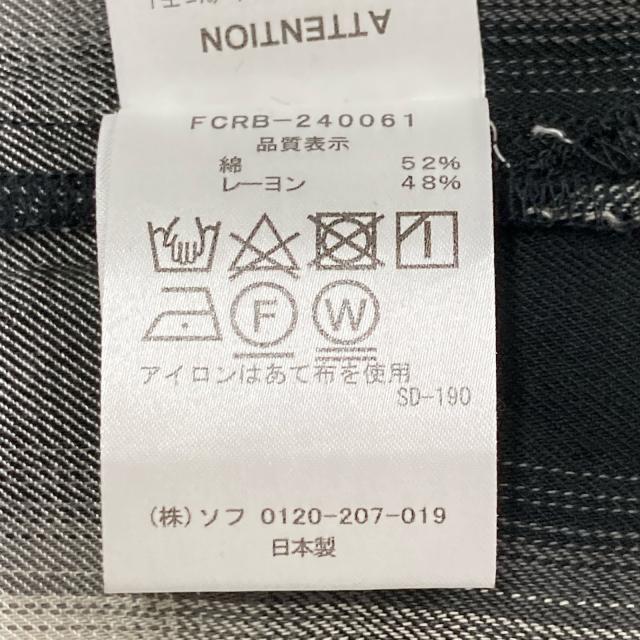 ATTENTION
FCRB-240061
品質表示
綿 52%
レーヨン 48%
F W
アイロンはあて布を使用
SD-190
(株)ソフ 0120-207-019
日本製